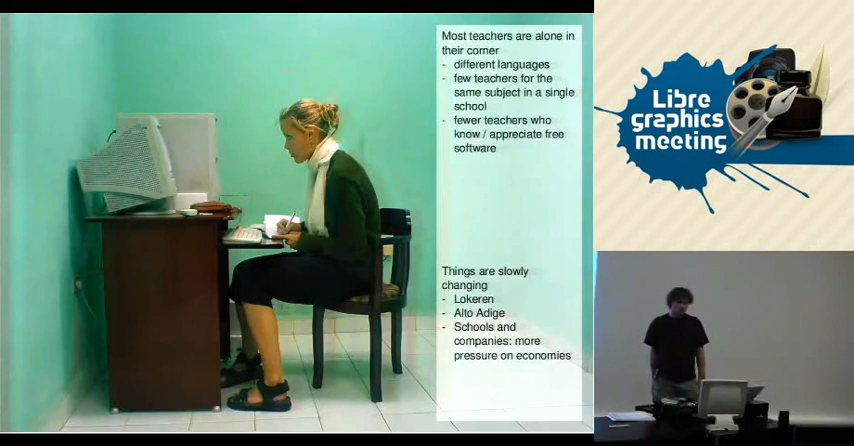 Most teachers are alone in
their corner
- different languages
- few teachers for the
same subject in a single
school
- fewer teachers who
know / appreciate free
software
Things are slowly
changing
- Lokeren
- Alto Adige
- Schools and
companies: more
pressure on economies
Libre
graphics
meeting